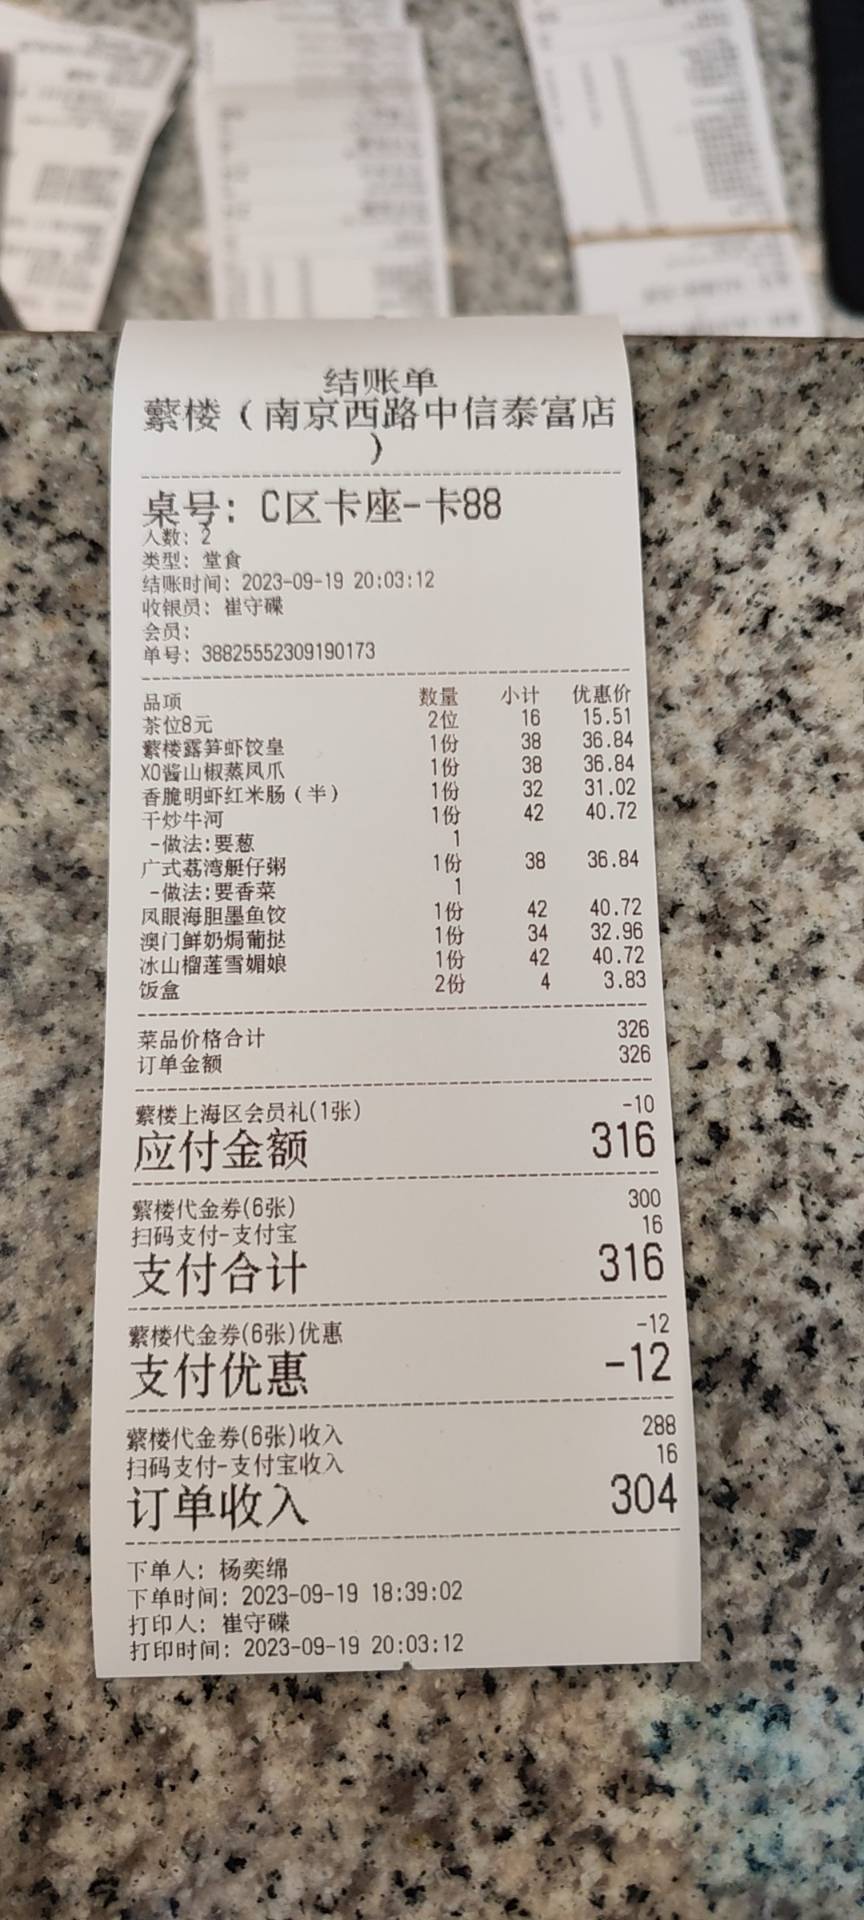 结账单
蘩楼（南京西路中信泰富店
）
桌号: C区卡座-卡88
人数: 2
类型: 堂食
结账时间: 2023-09-19 20:03:12
收银员: 崔守碟
会员:
单号: 38825552309190173
品项 数量 小计 优惠价
茶位8元 2位 16 15.51
蘩楼露笋虾饺皇 1份 38 36.84
XO酱山椒蒸凤爪 1份 38 36.84
香脆明虾红米肠（半） 1份 32 31.02
干炒牛河 1份 42 40.72
-做法:要葱 1
广式荔湾艇仔粥 1份 38 36.84
-做法:要香菜 1
凤眼海胆墨鱼饺 1份 42 40.72
澳门鲜奶焗葡挞 1份 34 32.96
冰山榴莲雪媚娘 1份 42 40.72
饭盒 2份 4 3.83
菜品价格合计 326
订单金额 326
蘩楼上海区会员礼(1张) -10
应付金额 316
蘩楼代金券(6张) 300
扫码支付-支付宝 16
支付合计 316
蘩楼代金券(6张)优惠 -12
支付优惠 -12
蘩楼代金券(6张)收入 288
扫码支付-支付宝收入 16
订单收入 304
下单人: 杨奕绵
下单时间: 2023-09-19 18:39:02
打印人: 崔守碟
打印时间: 2023-09-19 20:03:12